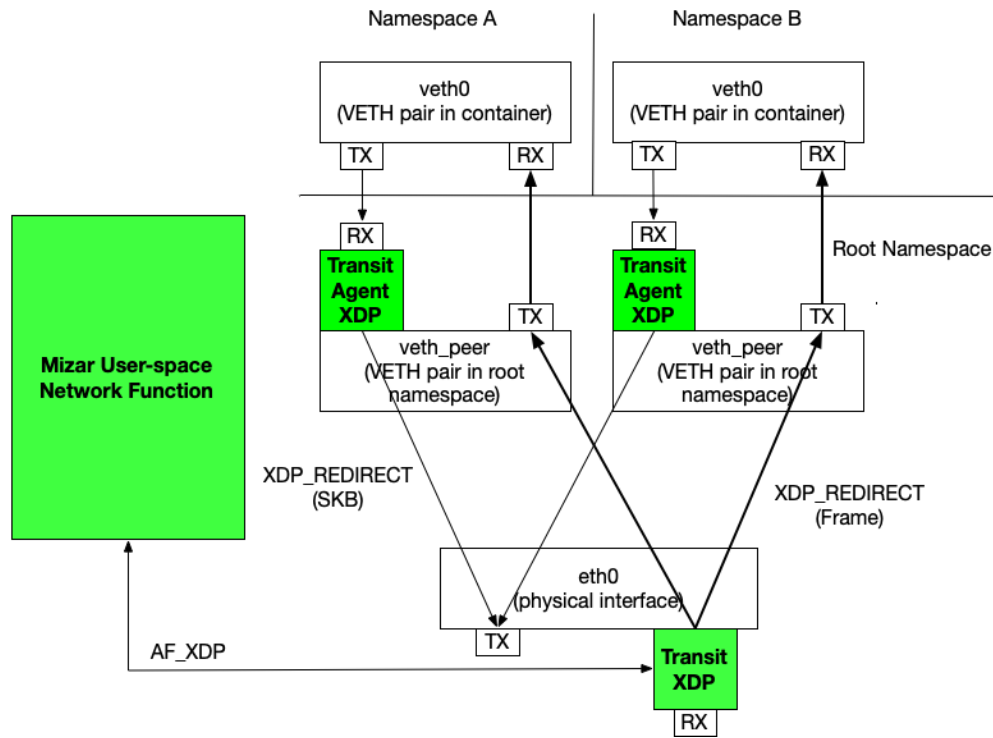 Namespace A
Namespace B
veth0
(VETH pair in container)
veth0
(VETH pair in container)
TX
RX
TX
RX
RX
RX
Root Namespace
Transit
Agent
XDP
Transit
Agent
XDP
TX
TX
veth_peer
(VETH pair in root
namespace)
veth_peer
(VETH pair in root
namespace)
Mizar User-space
Network Function
XDP_REDIRECT
(SKB)
XDP_REDIRECT
(Frame)
eth0
(physical interface)
TX
AF_XDP
Transit
XDP
RX